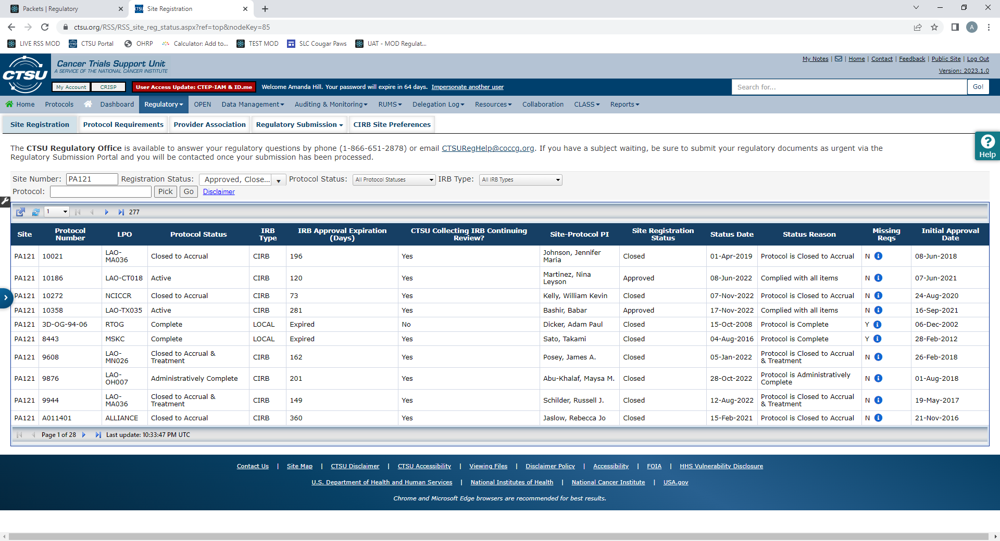 Packets | Regulatory
Site Registration
ctsu.org/RSS/RSS_site_reg_status.aspx?ref=top&nodeKey=85
A
LIVE RSS MOD CTSU Portal OHRP Calculator: Add to... TEST MOD SLC Cougar Paws UAT - MOD Regulat...
CTSU
Cancer Trials Support Unit
A SERVICE OF THE NATIONAL CANCER INSTITUTE
My Notes | Home | Contact | Feedback | Public Site | Log Out
Version: 2023.1.0
My Account CRISP User Access Update: CTEP-IAM & ID.me Welcome Amanda Hill. Your password will expire in 64 days. Impersonate another user Search for... Go!
Home Protocols Dashboard Regulatory OPEN Data Management Auditing & Monitoring RUMS Delegation Log Resources Collaboration CLASS Reports
Site Registration Protocol Requirements Provider Association Regulatory Submission CIRB Site Preferences
The CTSU Regulatory Office is available to answer your regulatory questions by phone (1-866-651-2878) or email CTSURegHelp@coccg.org. If you have a subject waiting, be sure to submit your regulatory documents as urgent via the
Regulatory Submission Portal and you will be contacted once your submission has been processed.
Help
Site Number: PA121 Registration Status: Approved, Close... Protocol Status: All Protocol Statuses IRB Type: All IRB Types
Protocol: Pick Go Disclaimer
1 277
Site Protocol Number LPO Protocol Status IRB Type IRB Approval Expiration (Days) CTSU Collecting IRB Continuing Review? Site-Protocol PI Site Registration Status Status Date Status Reason Missing Reqs Initial Approval Date
PA121 10021 LAO-MA036 Closed to Accrual CIRB 196 Yes Johnson, Jennifer Maria Closed 01-Apr-2019 Protocol is Closed to Accrual N 08-Jun-2018
PA121 10186 LAO-CT018 Active CIRB 120 Yes Martinez, Nina Leyson Approved 08-Jun-2022 Complied with all items N 07-Jun-2021
PA121 10272 NCICCR Closed to Accrual CIRB 73 Yes Kelly, William Kevin Closed 07-Nov-2022 Protocol is Closed to Accrual N 24-Aug-2020
PA121 10358 LAO-TX035 Active CIRB 281 Yes Bashir, Babar Approved 17-Nov-2022 Complied with all items N 16-Sep-2021
PA121 3D-OG-94-06 RTOG Complete LOCAL Expired No Dicker, Adam Paul Closed 15-Oct-2008 Protocol is Complete Y 06-Dec-2002
PA121 8443 MSKC Complete LOCAL Expired Yes Sato, Takami Closed 04-Aug-2016 Protocol is Complete Y 28-Feb-2012
PA121 9608 LAO-MN026 Closed to Accrual & Treatment CIRB 162 Yes Posey, James A. Closed 05-Jan-2022 Protocol is Closed to Accrual & Treatment N 26-Feb-2018
PA121 9876 LAO-OH007 Administratively Complete CIRB 201 Yes Abu-Khalaf, Maysa M. Closed 28-Oct-2022 Protocol is Administratively Complete N 01-Aug-2018
PA121 9944 LAO-MA036 Closed to Accrual & Treatment CIRB 149 Yes Schilder, Russell J. Closed 12-Aug-2022 Protocol is Closed to Accrual & Treatment N 19-May-2017
PA121 A011401 ALLIANCE Closed to Accrual CIRB 360 Yes Jaslow, Rebecca Jo Closed 15-Feb-2021 Protocol is Closed to Accrual N 21-Nov-2016
Page 1 of 28 Last update: 10:33:47 PM UTC
Contact Us | Site Map | CTSU Disclaimer | CTSU Accessibility | Viewing Files | Disclaimer Policy | Accessibility | FOIA | HHS Vulnerability Disclosure
U.S. Department of Health and Human Services | National Institutes of Health | National Cancer Institute | USA.gov
Chrome and Microsoft Edge browsers are recommended for best results.